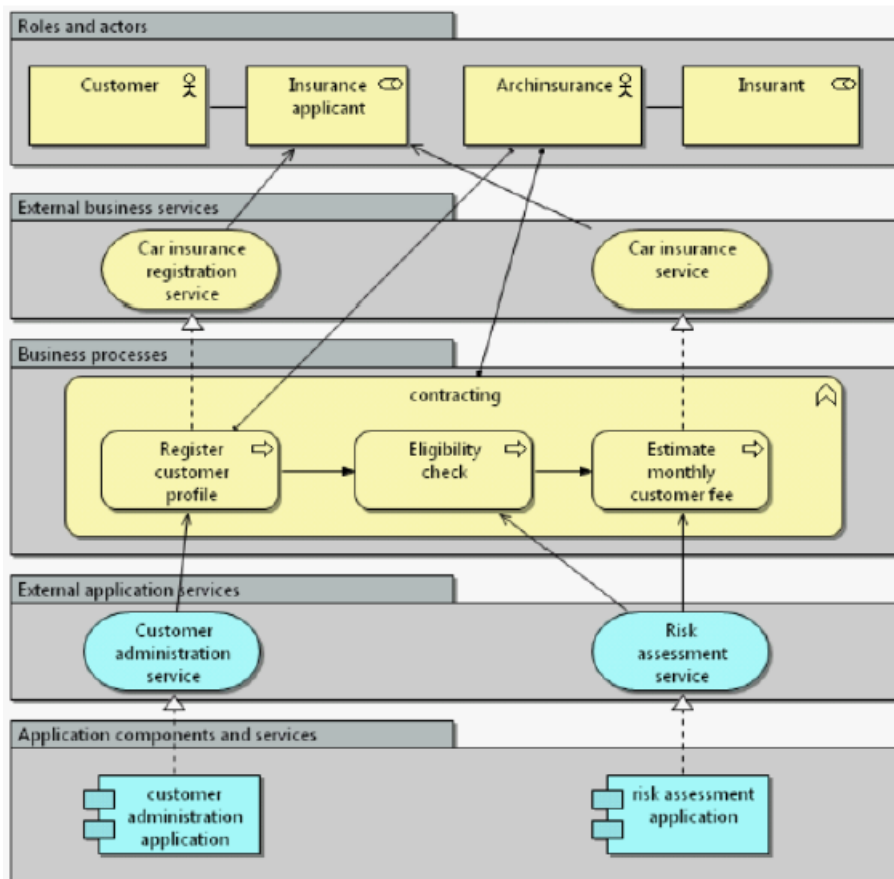 Roles and actors
Customer
Insurance
applicant
Archinsurance
Insurant
External business services
Car insurance
registration
service
Car insurance
service
Business processes
contracting
Register
customer
profile
Eligibility
check
Estimate
monthly
customer fee
External application services
Customer
administration
service
Risk
assessment
service
Application components and services
customer
administration
application
risk assessment
application